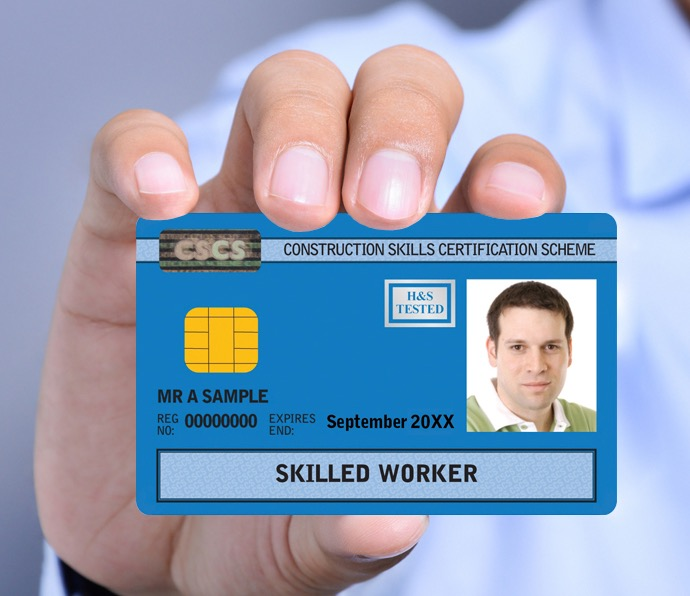 CSCS CONSTRUCTION SKILLS CERTIFICATION SCHEME
H&S
TESTED
MR A SAMPLE
REG NO: 00000000 EXPIRES END: September 20XX
SKILLED WORKER